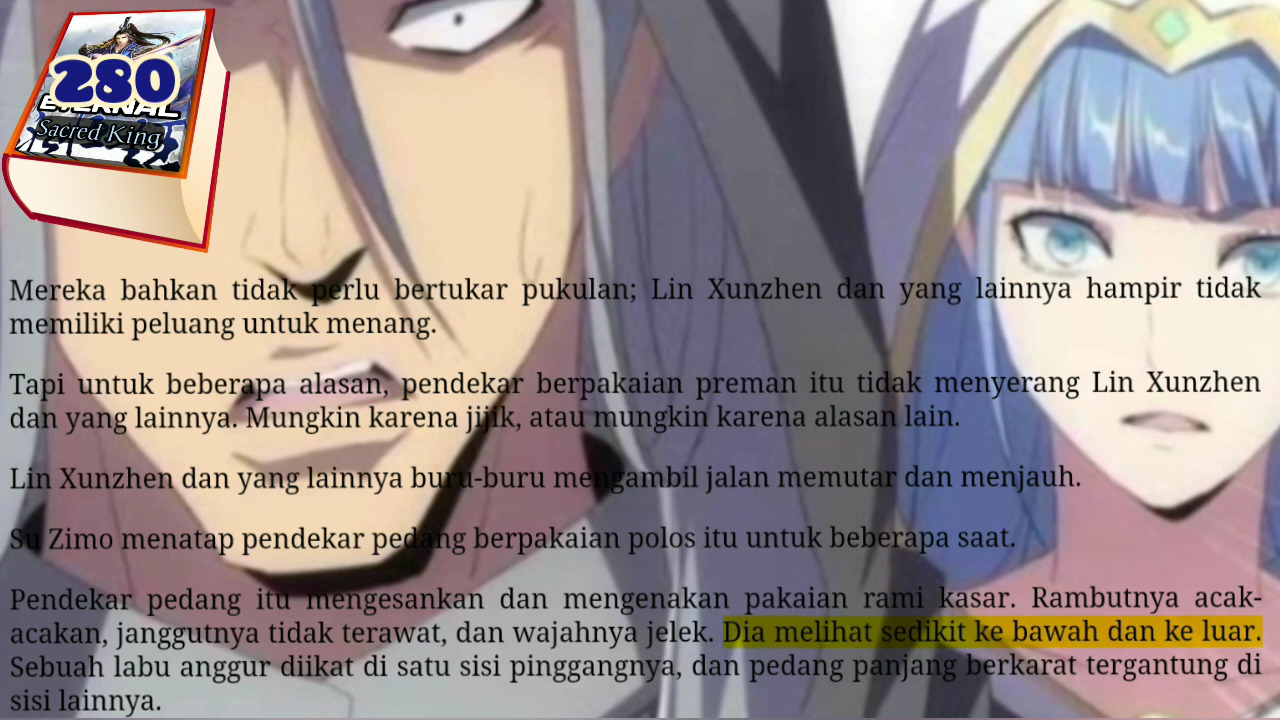 280
ETERNAL
Sacred King
Mereka bahkan tidak perlu bertukar pukulan; Lin Xunzhen dan yang lainnya hampir tidak
memiliki peluang untuk menang.
Tapi untuk beberapa alasan, pendekar berpakaian preman itu tidak menyerang Lin Xunzhen
dan yang lainnya. Mungkin karena jijik, atau mungkin karena alasan lain.
Lin Xunzhen dan yang lainnya buru-buru mengambil jalan memutar dan menjauh.
Su Zimo menatap pendekar pedang berpakaian polos itu untuk beberapa saat.
Pendekar pedang itu mengesankan dan mengenakan pakaian rami kasar. Rambutnya acak-
acakan, janggutnya tidak terawat, dan wajahnya jelek. Dia melihat sedikit ke bawah dan ke luar.
Sebuah labu anggur diikat di satu sisi pinggangnya, dan pedang panjang berkarat tergantung di
sisi lainnya.